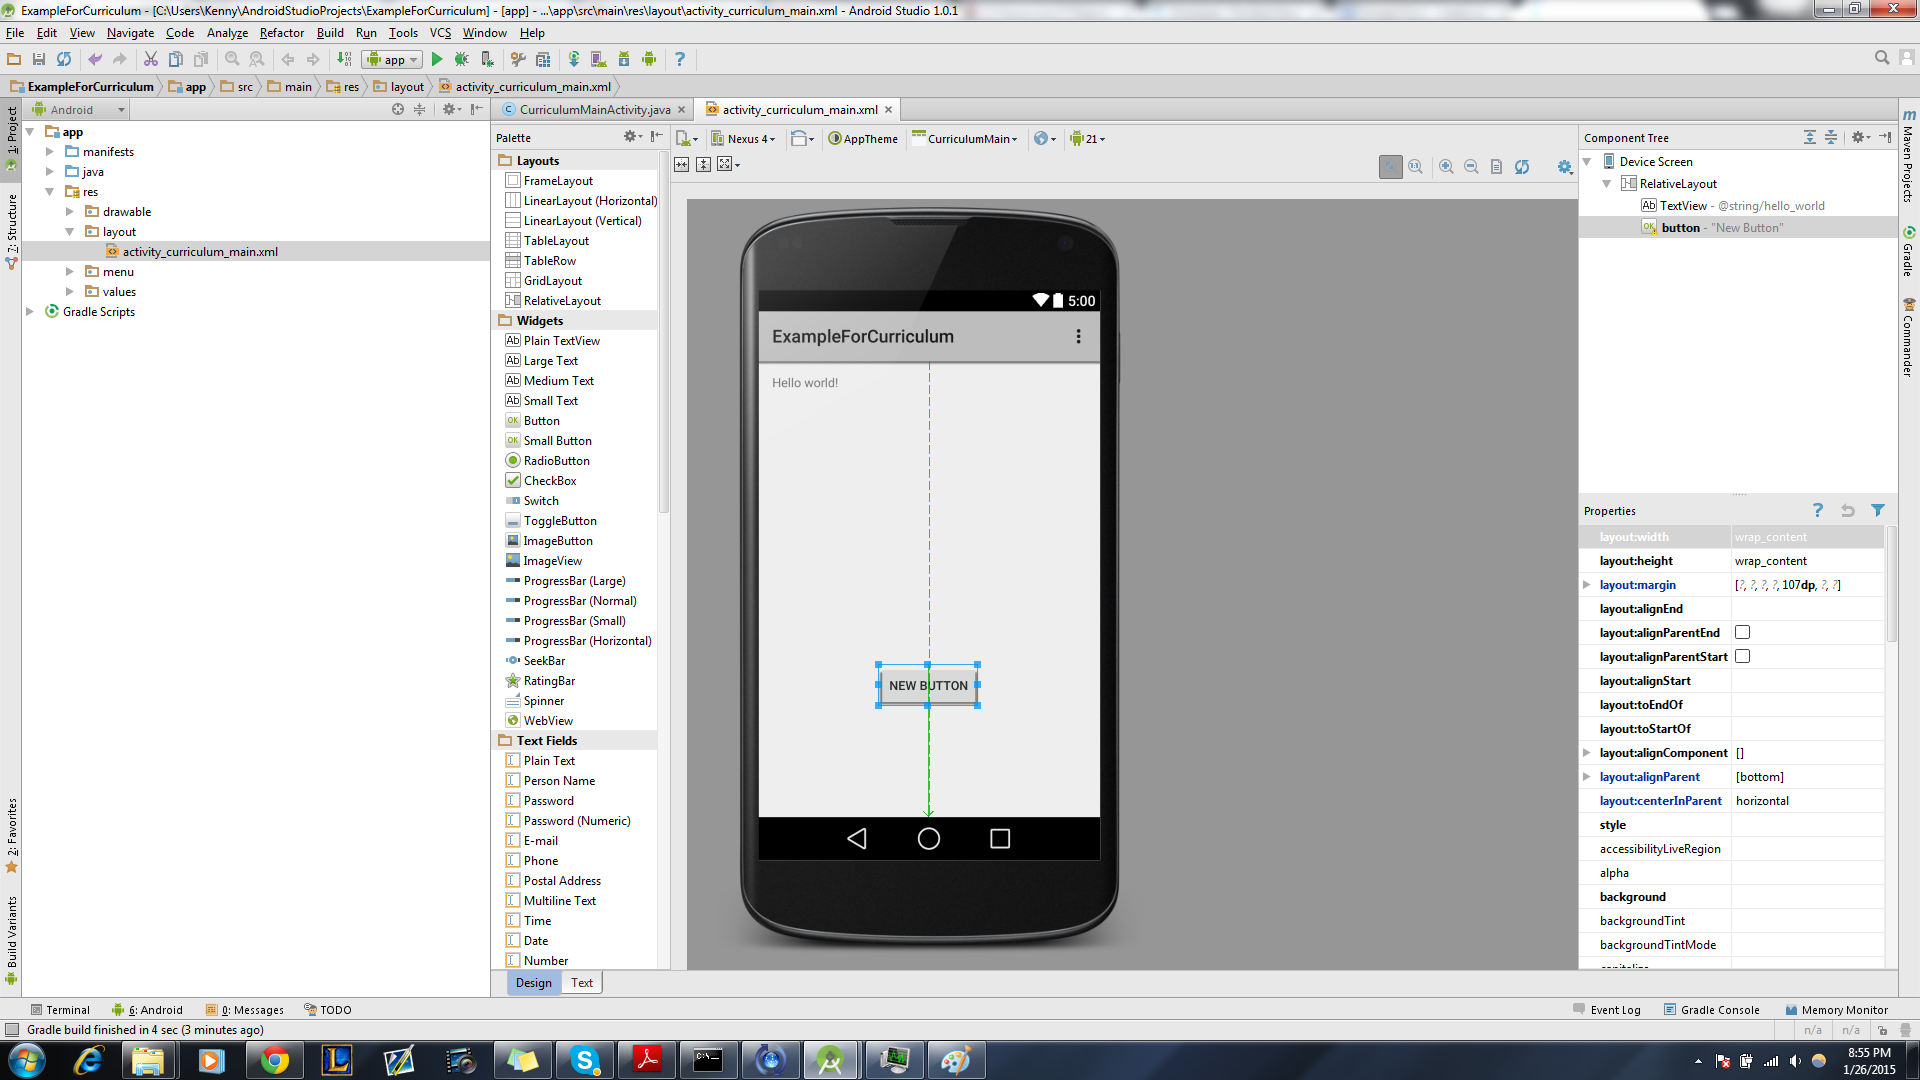 ExampleForCurriculum - [C:\Users\Kenny\AndroidStudioProjects\ExampleForCurriculum] - [app] - ...\app\src\main\res\layout\activity_curriculum_main.xml - Android Studio 1.0.1
File Edit View Navigate Code Analyze Refactor Build Run Tools VCS Window Help
app
ExampleForCurriculum app src main res layout activity_curriculum_main.xml
1: Project
7: Structure
2: Favorites
Build Variants
Android
app
manifests
java
res
drawable
layout
activity_curriculum_main.xml
menu
values
Gradle Scripts
CurriculumMainActivity.java activity_curriculum_main.xml
Palette
Layouts
FrameLayout
LinearLayout (Horizontal)
LinearLayout (Vertical)
TableLayout
TableRow
GridLayout
RelativeLayout
Widgets
Plain TextView
Large Text
Medium Text
Small Text
Button
Small Button
RadioButton
CheckBox
Switch
ToggleButton
ImageButton
ImageView
ProgressBar (Large)
ProgressBar (Normal)
ProgressBar (Small)
ProgressBar (Horizontal)
SeekBar
RatingBar
Spinner
WebView
Text Fields
Plain Text
Person Name
Password
Password (Numeric)
E-mail
Phone
Postal Address
Multiline Text
Time
Date
Number
Nexus 4 AppTheme CurriculumMain 21
5:00
ExampleForCurriculum
Hello world!
NEW BUTTON
Design Text
Component Tree
Device Screen
RelativeLayout
TextView - @string/hello_world
button - "New Button"
Properties
layout:width wrap_content
layout:height wrap_content
layout:margin [?, ?, ?, ?, 107dp, ?, ?]
layout:alignEnd
layout:alignParentEnd
layout:alignParentStart
layout:alignStart
layout:toEndOf
layout:toStartOf
layout:alignComponent []
layout:alignParent [bottom]
layout:centerInParent horizontal
style
accessibilityLiveRegion
alpha
background
backgroundTint
backgroundTintMode
Maven Projects
Gradle
Commander
Terminal 6: Android 0: Messages TODO Event Log Gradle Console Memory Monitor
Gradle build finished in 4 sec (3 minutes ago) n/a n/a
8:55 PM
1/26/2015